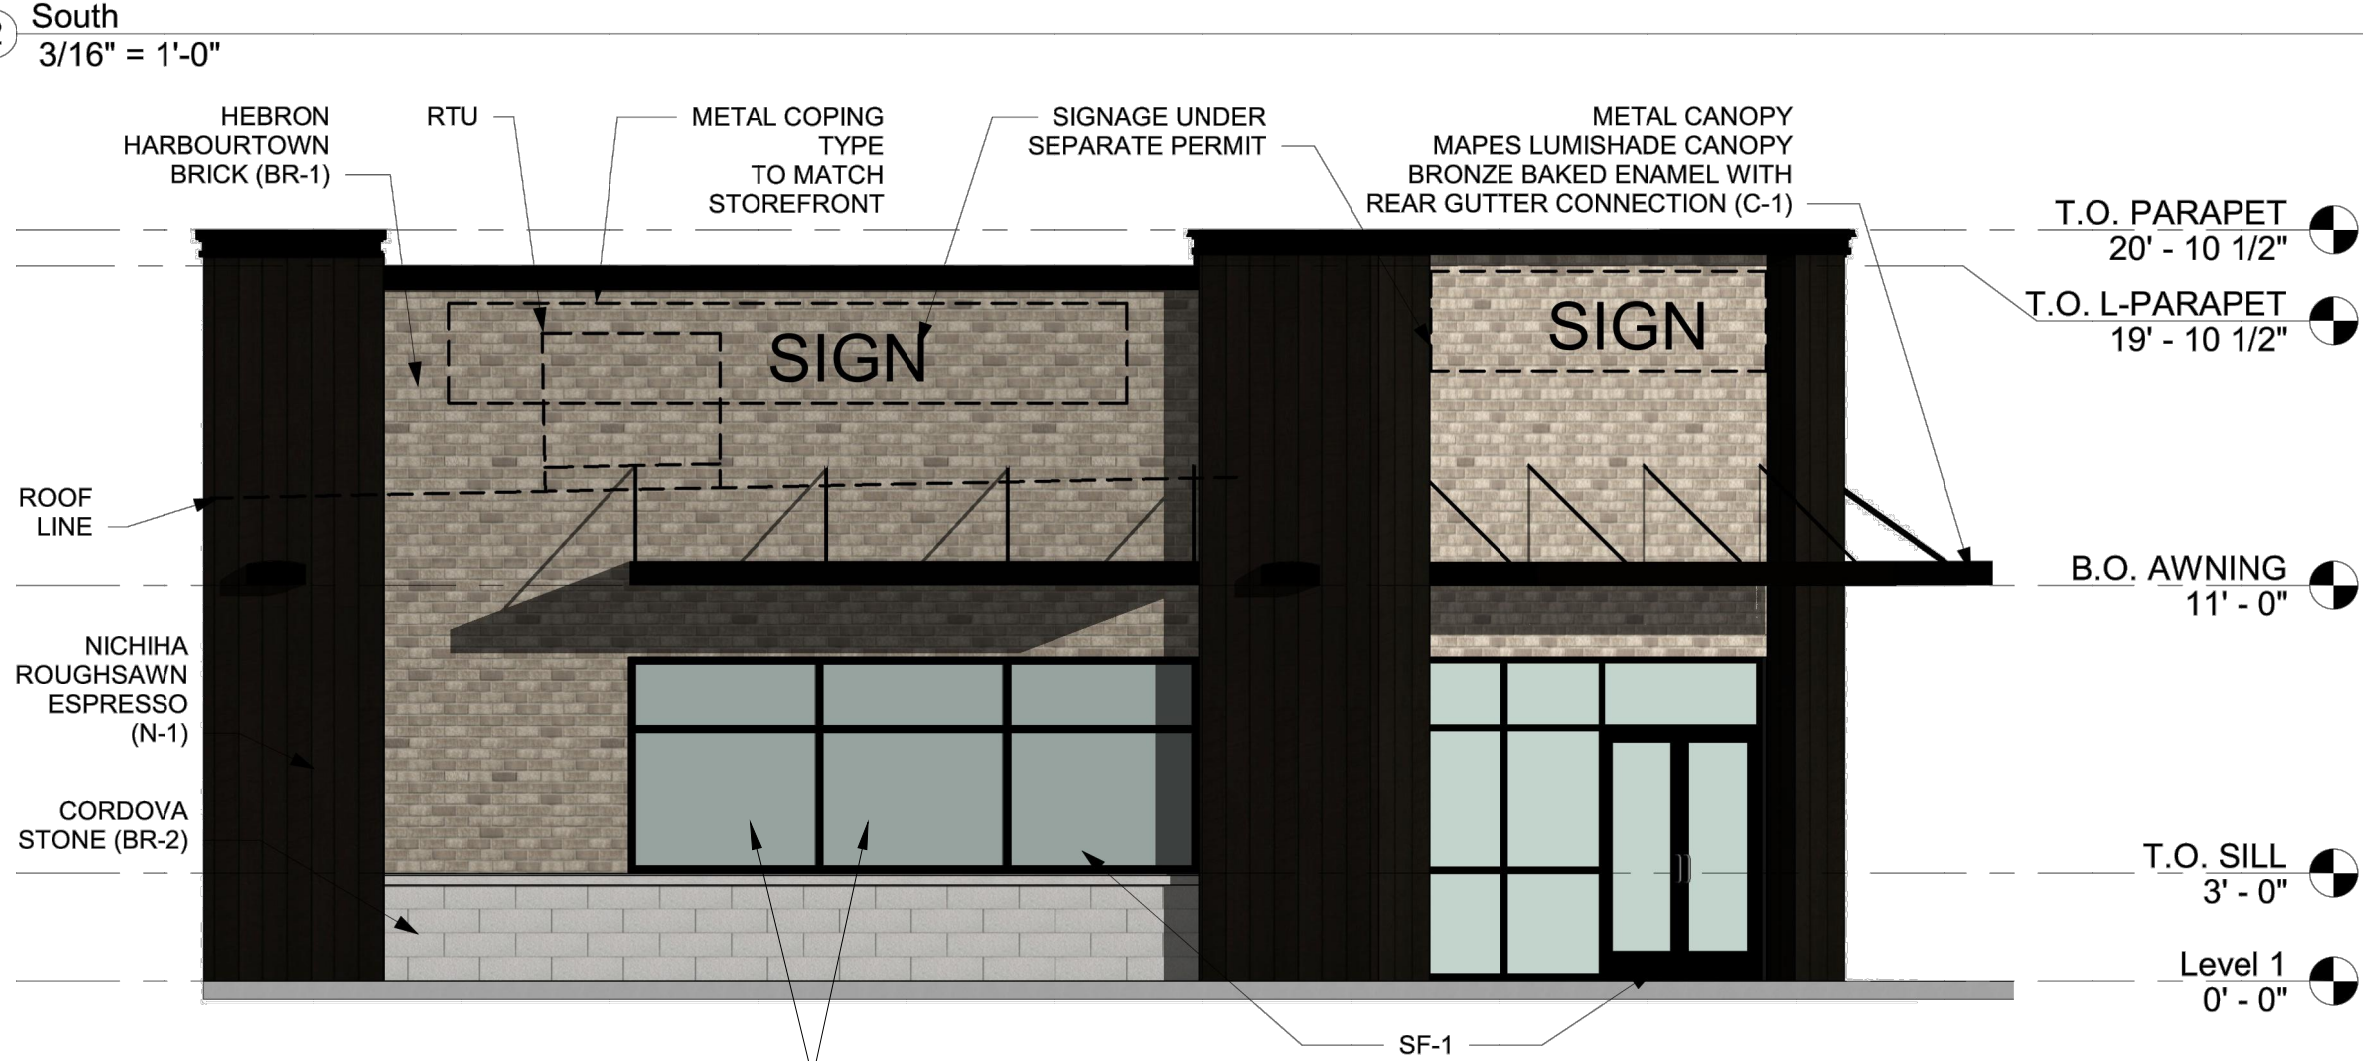 South
3/16" = 1'-0"
HEBRON
HARBOURTOWN
BRICK (BR-1)
RTU
METAL COPING
TYPE
TO MATCH
STOREFRONT
SIGNAGE UNDER
SEPARATE PERMIT
METAL CANOPY
MAPES LUMISHADE CANOPY
BRONZE BAKED ENAMEL WITH
REAR GUTTER CONNECTION (C-1)
T.O. PARAPET
20' - 10 1/2"
T.O. L-PARAPET
19' - 10 1/2"
SIGN
SIGN
ROOF
LINE
B.O. AWNING
11' - 0"
NICHIHA
ROUGHSAWN
ESPRESSO
(N-1)
CORDOVA
STONE (BR-2)
T.O. SILL
3' - 0"
Level 1
0' - 0"
SF-1